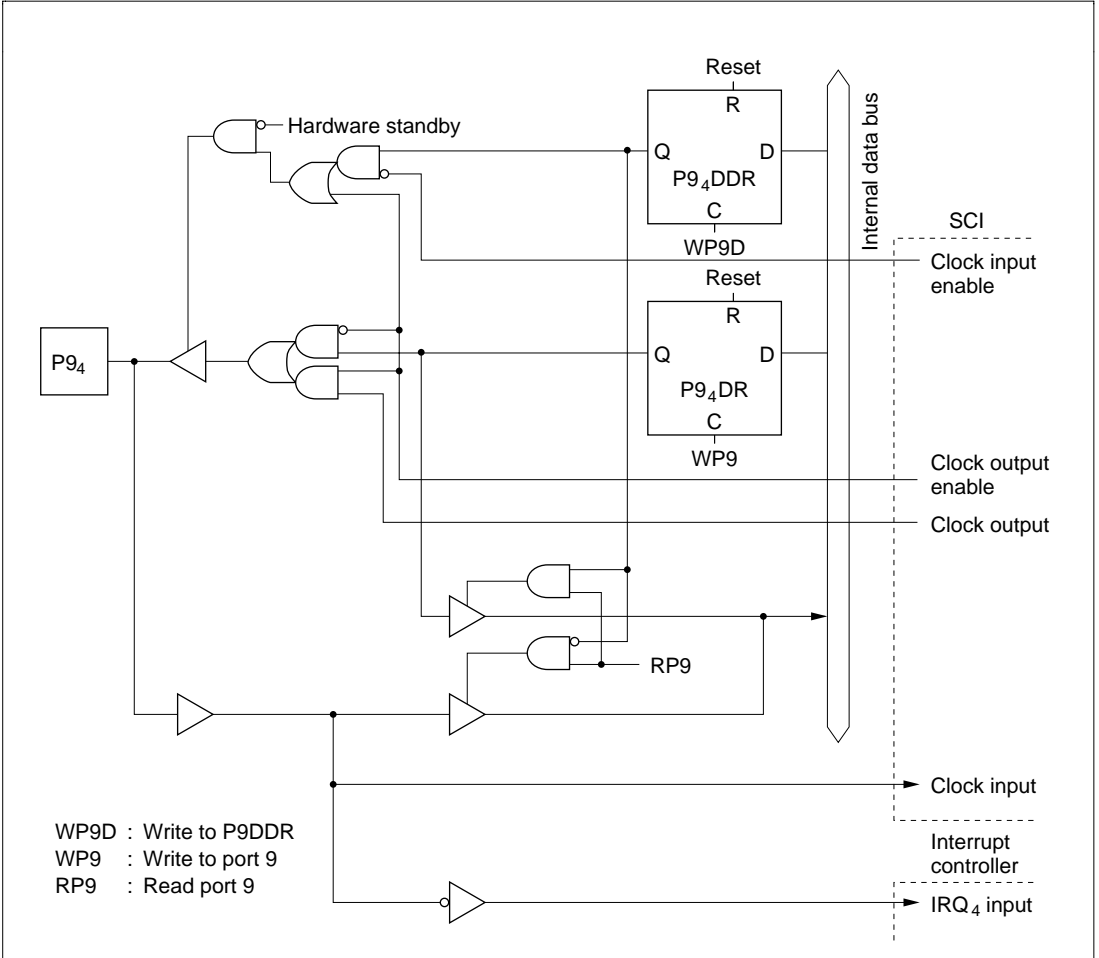 Reset
R
Hardware standby
Q
D
P9₄DDR
C
WP9D
Internal data bus
SCI
Clock input
enable
Reset
R
P9₄
Q
D
P9₄DR
C
WP9
Clock output
enable
Clock output
RP9
Clock input
WP9D : Write to P9DDR
WP9 : Write to port 9
RP9 : Read port 9
Interrupt
controller
IRQ₄ input